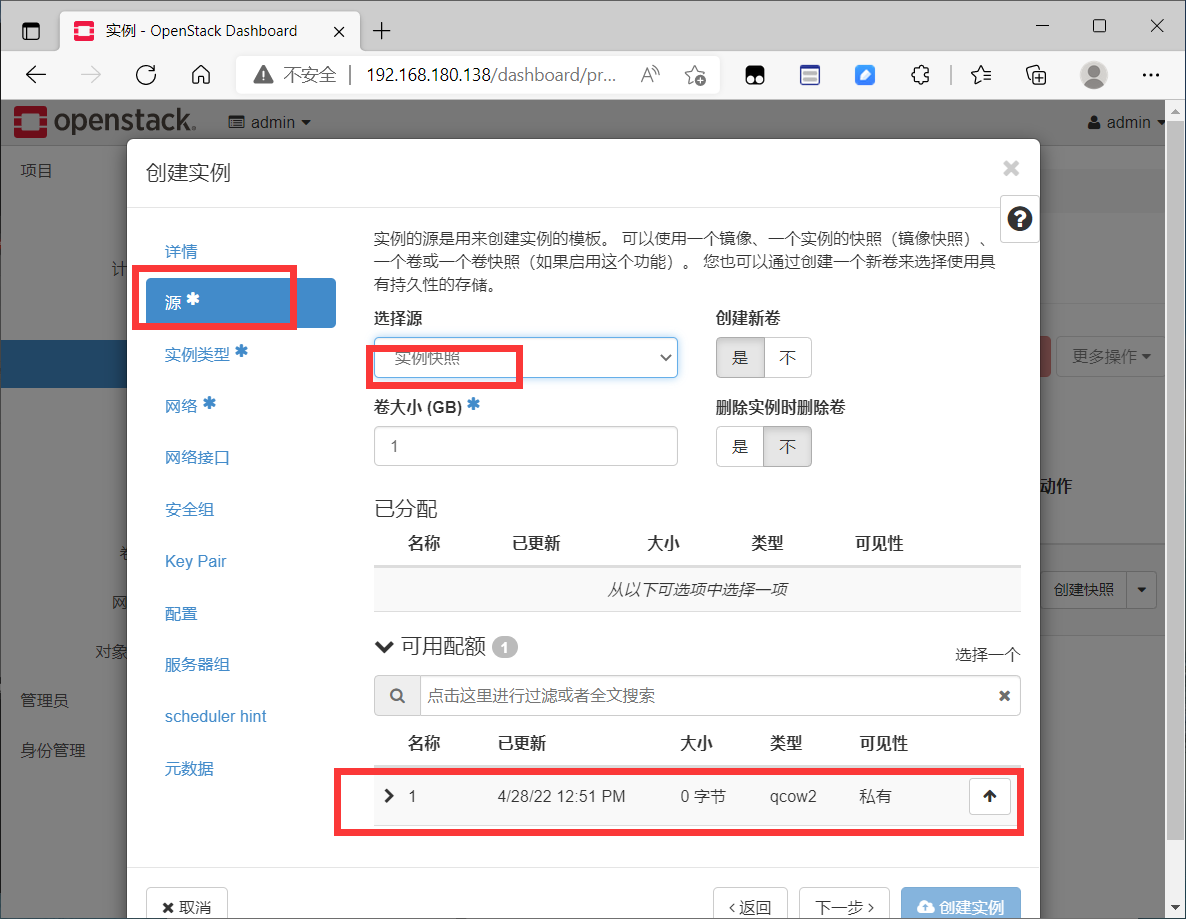 实例 - OpenStack Dashboard
不安全
192.168.180.138/dashboard/pr...
openstack.
admin
admin
项目
创建实例
详情
源 *
实例类型 *
网络 *
网络接口
安全组
Key Pair
配置
服务器组
scheduler hint
元数据
实例的源是用来创建实例的模板。 可以使用一个镜像、一个实例的快照（镜像快照）、
一个卷或一个卷快照（如果启用这个功能）。 您也可以通过创建一个新卷来选择使用具
有持久性的存储。
选择源
创建新卷
实例快照
是 不
卷大小 (GB) *
删除实例时删除卷
1
是 不
已分配
名称 已更新 大小 类型 可见性
从以下可选项中选择一项
可用配额 1
选择一个
点击这里进行过滤或者全文搜索
名称 已更新 大小 类型 可见性
1 4/28/22 12:51 PM 0 字节 qcow2 私有
取消
返回
下一步
创建实例
计
网
对象
管理员
身份管理
更多操作
动作
创建快照